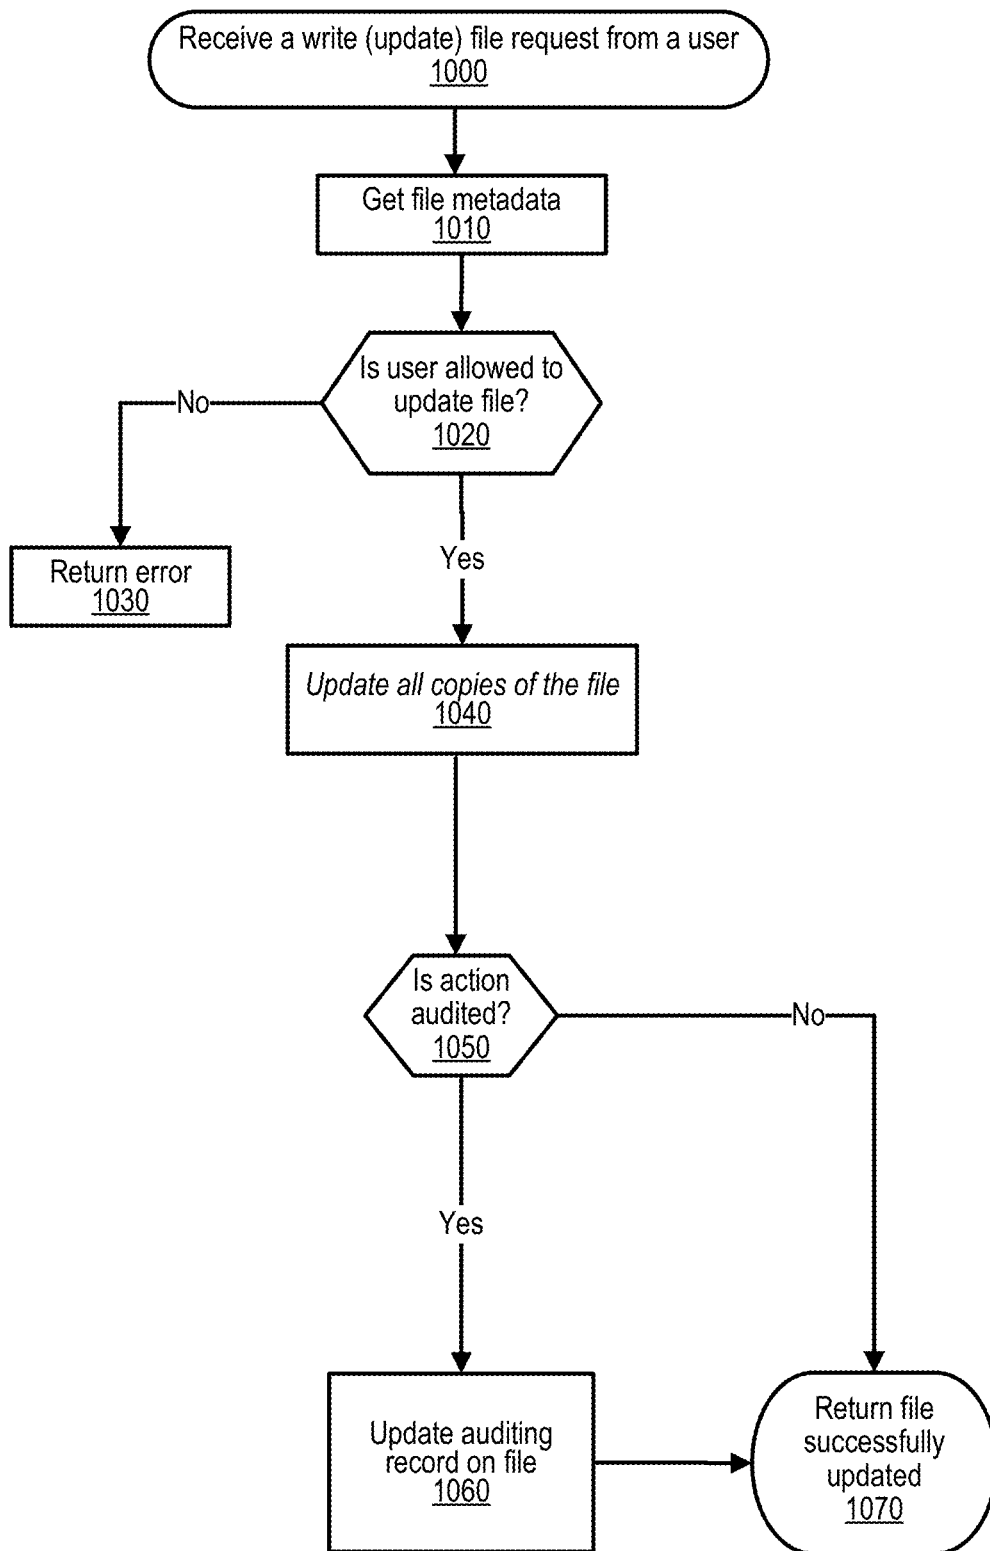 Receive a write (update) file request from a user
1000
Get file metadata
1010
Is user allowed to
update file?
1020
No
Return error
1030
Yes
Update all copies of the file
1040
Is action
audited?
1050
No
Yes
Update auditing
record on file
1060
Return file
successfully
updated
1070